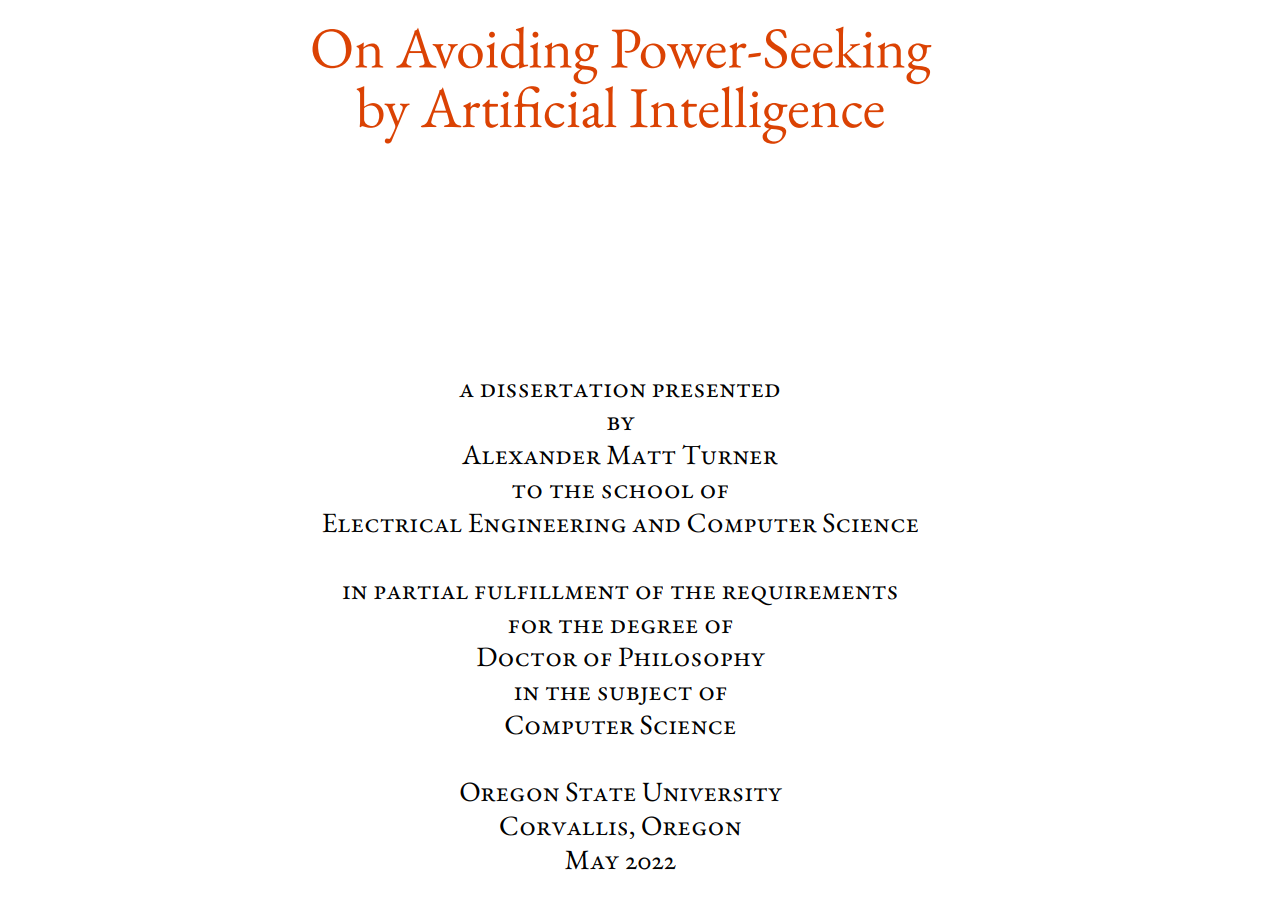 On Avoiding Power-Seeking
by Artificial Intelligence
a dissertation presented
by
Alexander Matt Turner
to the school of
Electrical Engineering and Computer Science
in partial fulfillment of the requirements
for the degree of
Doctor of Philosophy
in the subject of
Computer Science
Oregon State University
Corvallis, Oregon
May 2022